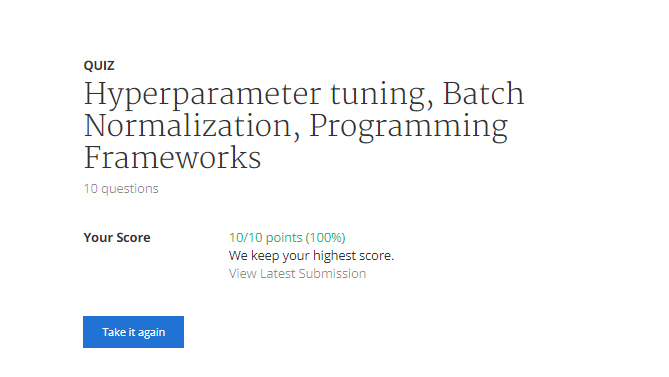 QUIZ
Hyperparameter tuning, Batch
Normalization, Programming
Frameworks
10 questions
Your Score
10/10 points (100%)
We keep your highest score.
View Latest Submission
Take it again